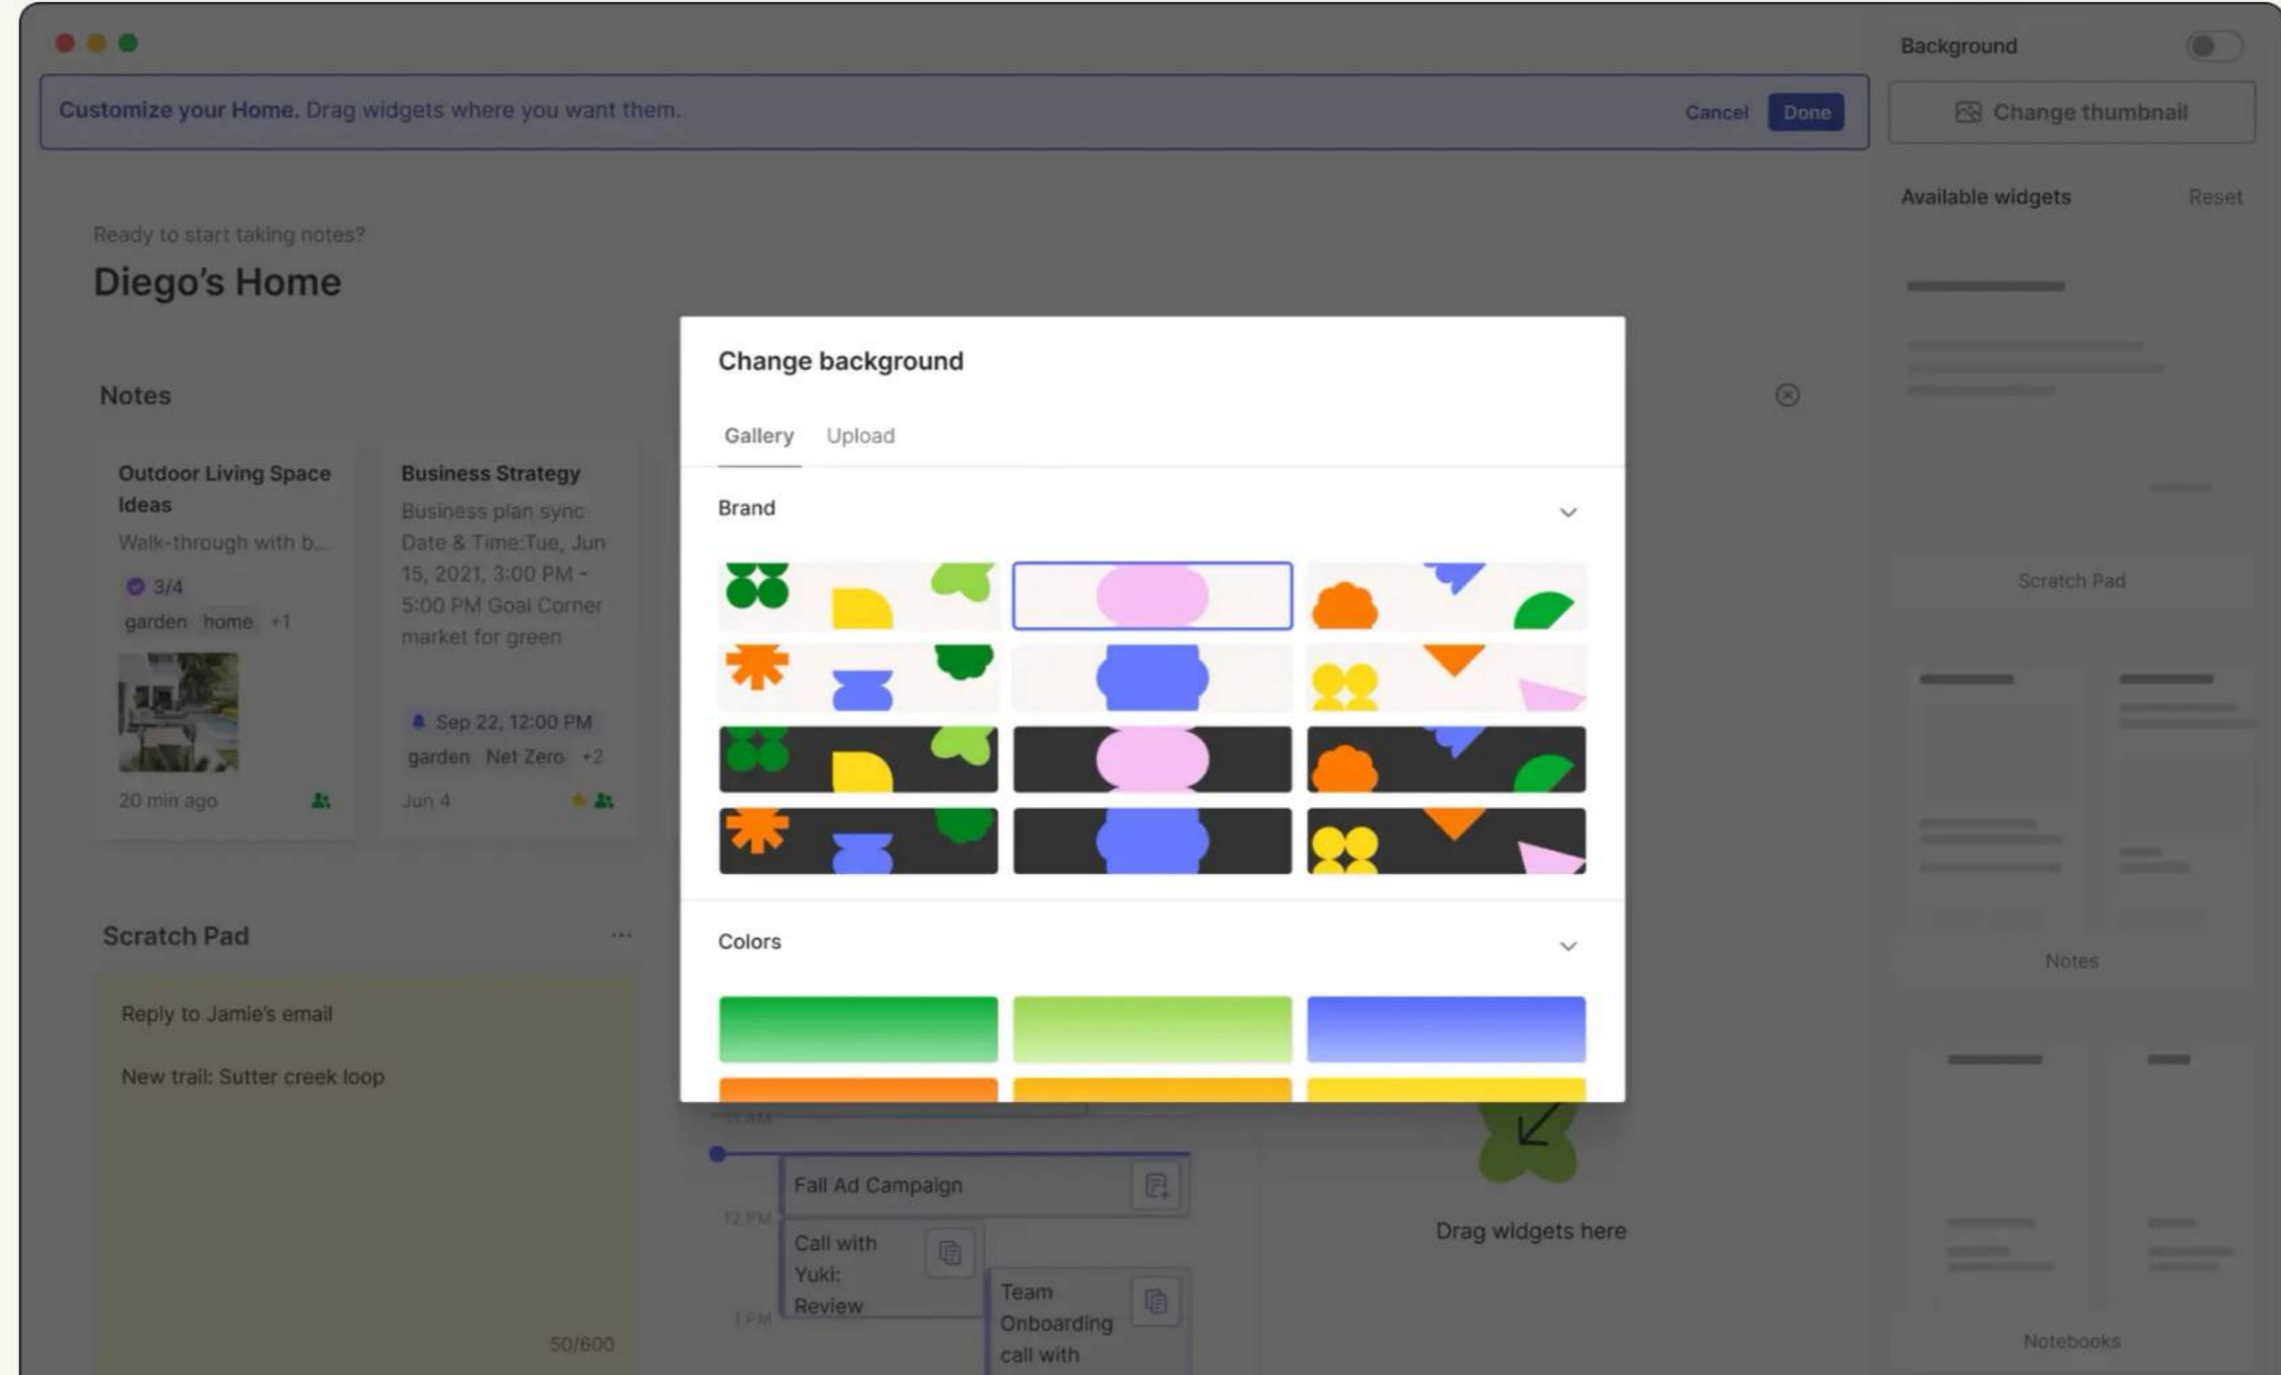 Background
Customize your Home. Drag widgets where you want them.
Cancel
Done
Change thumbnail
Available widgets
Reset
Ready to start taking notes?
Diego's Home
Notes
Outdoor Living Space
Ideas
Walk-through with b...
3/4
garden home +1
20 min ago
Business Strategy
Business plan sync
Date & Time:Tue, Jun
15, 2021, 3:00 PM -
5:00 PM Goal Corner
market for green
Sep 22, 12:00 PM
garden Net Zero +2
Jun 4
Change background
Gallery
Upload
Brand
Colors
Scratch Pad
Reply to Jamie's email
New trail: Sutter creek loop
50/600
11 AM
Fall Ad Campaign
12 PM
Call with
Yuki:
Review
1 PM
Team
Onboarding
call with
Drag widgets here
Scratch Pad
Notes
Notebooks